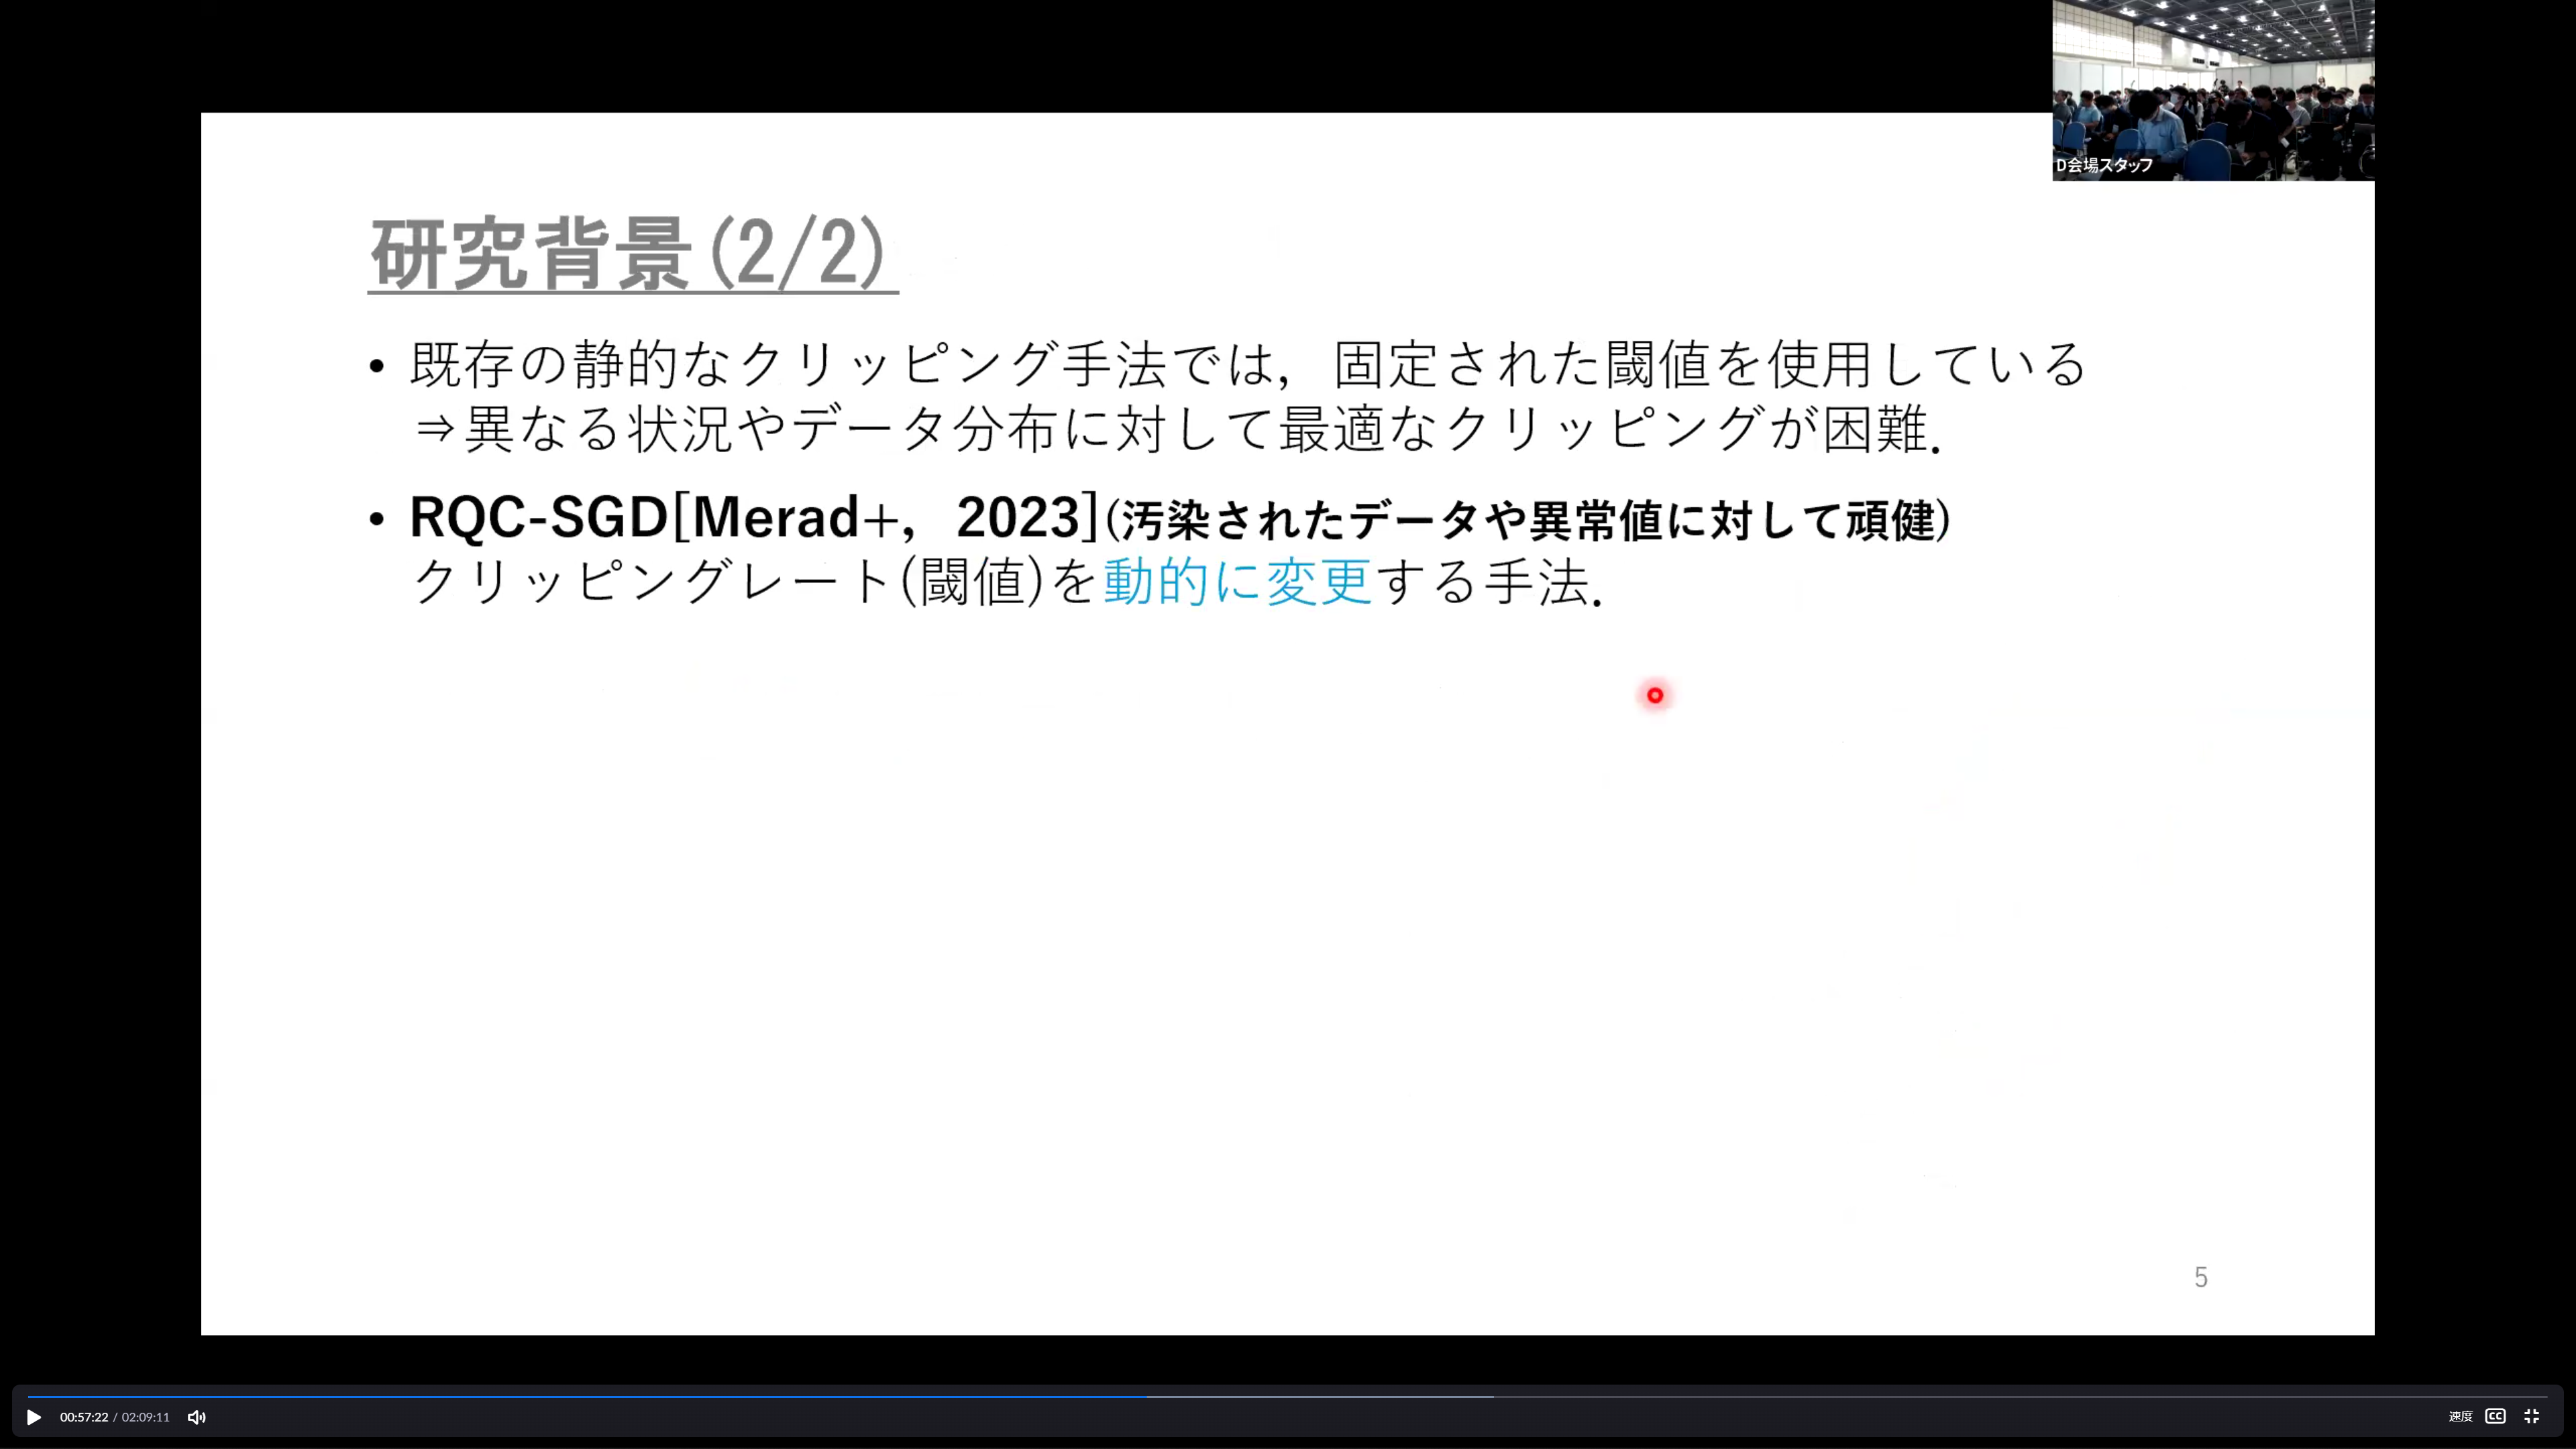 D会場スタッフ
研究背景(2/2)
• 既存の静的なクリッピング手法では，固定された閾値を使用している
⇒異なる状況やデータ分布に対して最適なクリッピングが困難．
• RQC-SGD[Merad+，2023](汚染されたデータや異常値に対して頑健)
クリッピングレート(閾値)を動的に変更する手法．
5
00:57:22 / 02:09:11
速度
CC